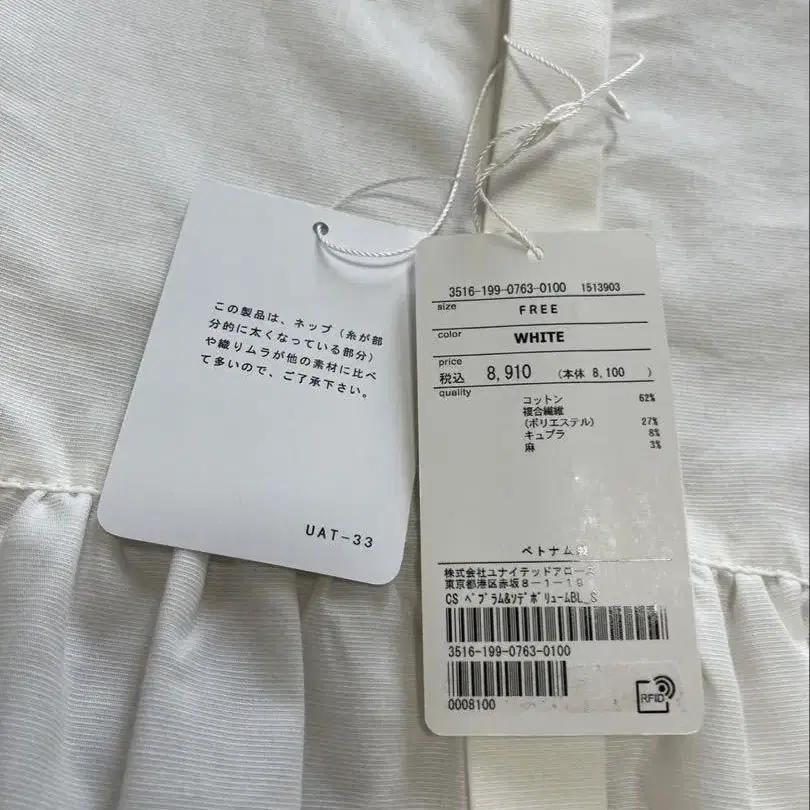 この製品は、ネップ（糸が部
分的に太くなっている部分）
や織りムラが他の素材に比べ
て多いので、ご了承下さい。
UAT-33
3516-199-0763-0100 1513903
size FREE
color WHITE
price
税込 8,910 （本体 8,100 ）
quality
コットン 62%
複合繊維
(ポリエステル) 27%
キュプラ 8%
麻 3%
ベトナム製
株式会社ユナイテッドアローズ
東京都港区赤坂8-1-19
CS ﾍﾟﾌﾟﾗﾑ&ｿﾃﾞﾎﾞﾘｭｰﾑBL_S
3516-199-0763-0100
0008100
RFID